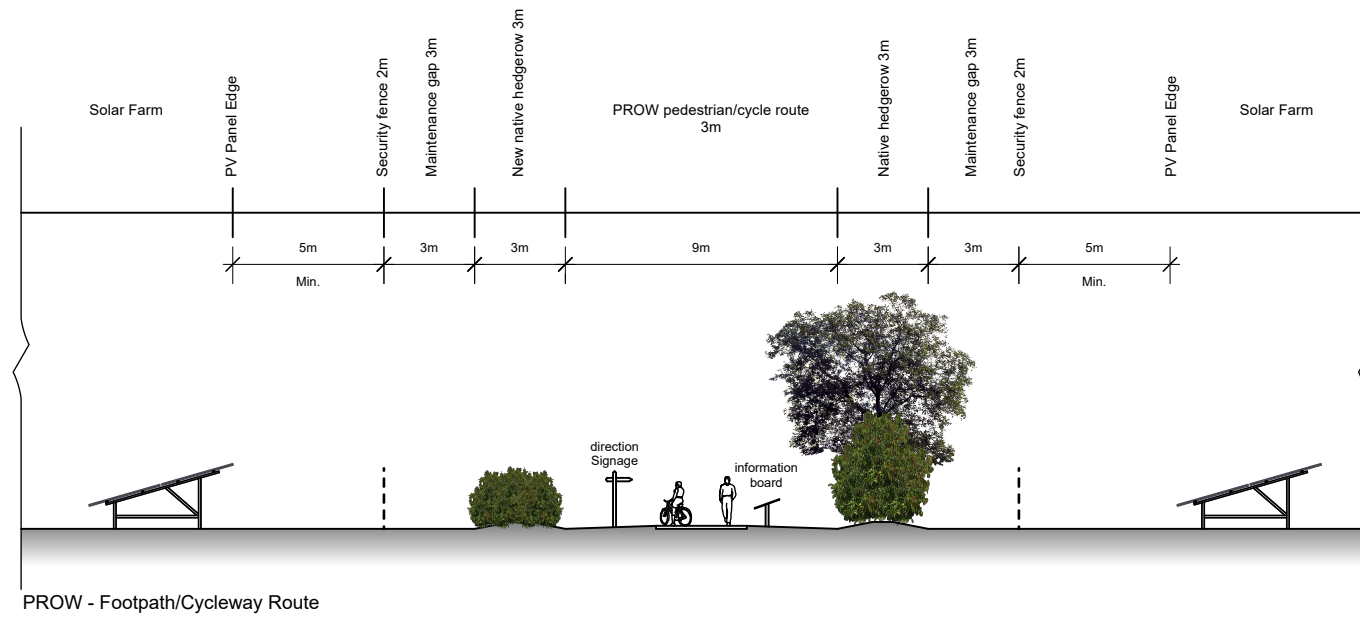 Solar Farm
PV Panel Edge
Security fence 2m
Maintenance gap 3m
New native hedgerow 3m
PROW pedestrian/cycle route
3m
Native hedgerow 3m
Maintenance gap 3m
Security fence 2m
PV Panel Edge
Solar Farm
5m
Min.
3m
3m
9m
3m
3m
5m
Min.
direction
Signage
information
board
PROW - Footpath/Cycleway Route